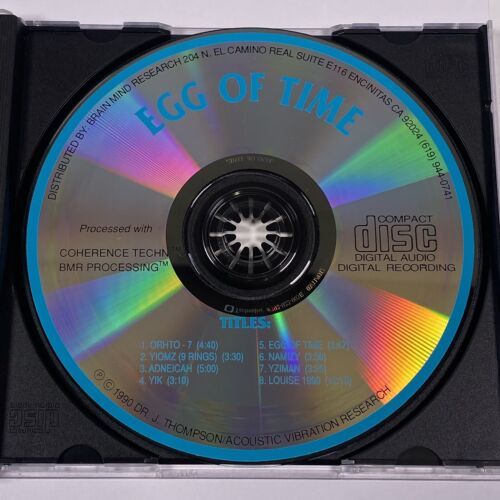 DISTRIBUTED BY: BRAIN MIND RESEARCH 204 N. EL CAMINO REAL SUITE E116 ENCINITAS CA 92024 (619) 944-0741
EGG OF TIME
Processed with
COHERENCE TECHN™
BMR PROCESSING™
COMPACT
disc
DIGITAL AUDIO
DIGITAL RECORDING
TITLES:
1. ORHTO - 7 (4:40)
2. YIOMZ (9 RINGS) (3:30)
3. ADNEICAH (5:00)
4. YIK (3:10)
5. EGG OF TIME
6. NAMLLY
7. YZIMAN
8. LOUISE 1990
℗ © 1990 DR. J. THOMPSON/ACOUSTIC VIBRATION RESEARCH